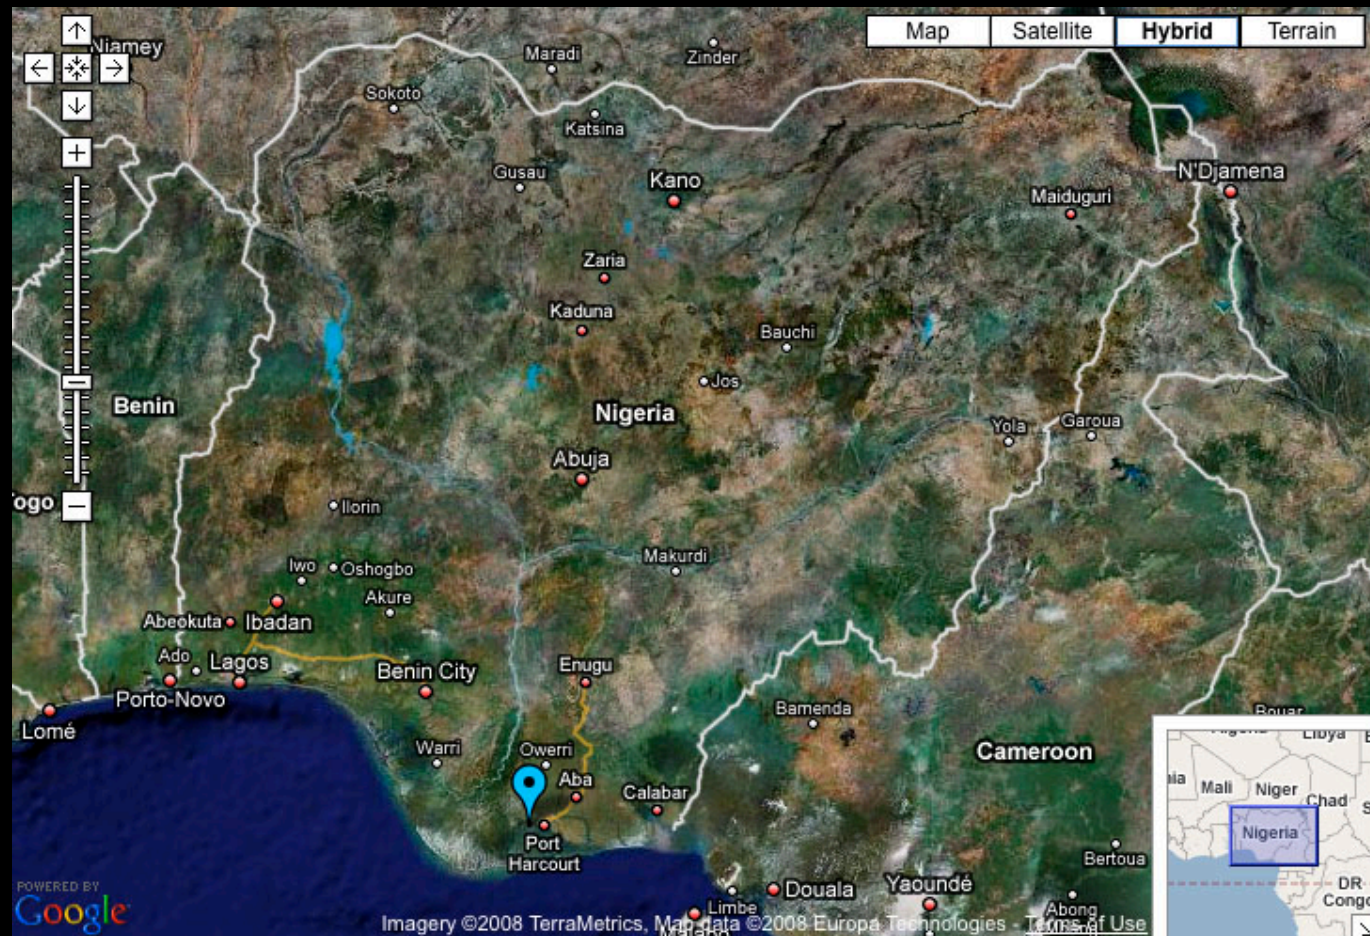 Niamey
Map
Satellite
Hybrid
Terrain
Maradi
Zinder
Sokoto
Katsina
Gusau
Kano
N'Djamena
Maiduguri
Zaria
Kaduna
Bauchi
Jos
Benin
Nigeria
Yola
Garoua
Abuja
ogo
Ilorin
Makurdi
Iwo
Oshogbo
Akure
Abeokuta
Ibadan
Ado
Lagos
Porto-Novo
Benin City
Enugu
Lomé
Bamenda
Bouar
Warri
Owerri
Cameroon
Aba
Calabar
Port
Harcourt
Bertoua
Douala
Yaoundé
Limbe
Malabo
Abong
Libya
Mali
Niger
Chad
Nigeria
DR
Congo
POWERED BY
Google
Imagery ©2008 TerraMetrics, Map data ©2008 Europa Technologies - Terms of Use